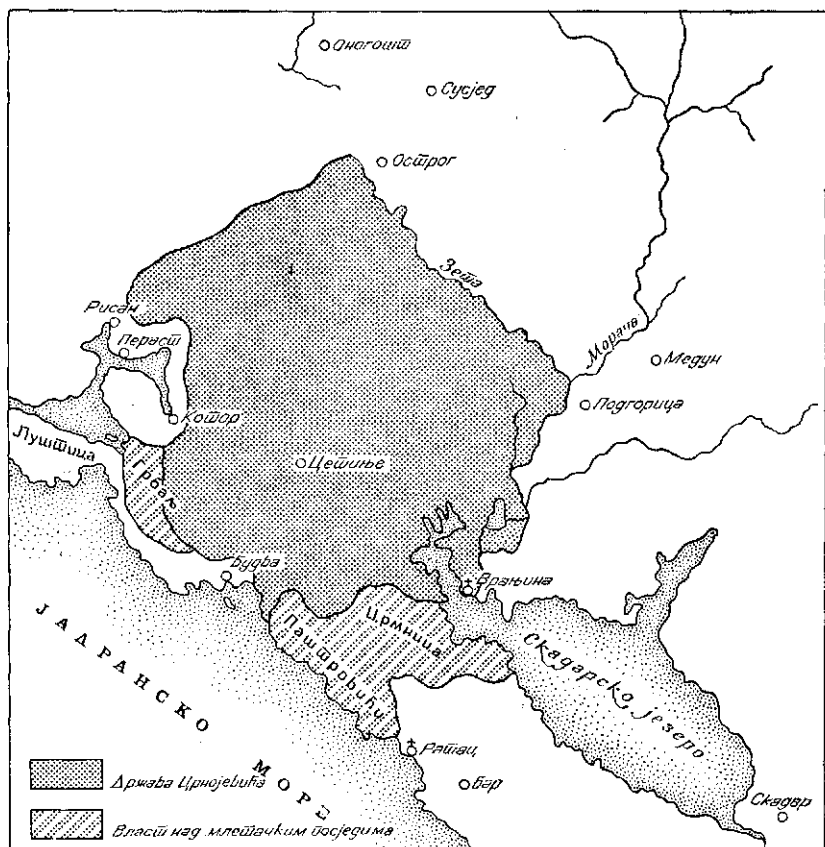 Оногошт
Сусјед
Острог
Зета
Рисан
Пераст
Морача
Медун
Котор
Подгорица
Луштица
Грбаљ
Цетиње
Будва
Врањина
Црмница
Паштровићи
Скадарско језеро
ЈАДРАНСКО МОРЕ
Ратац
Бар
Скадар
Држава Црнојевића
Власт над млетачким посједима